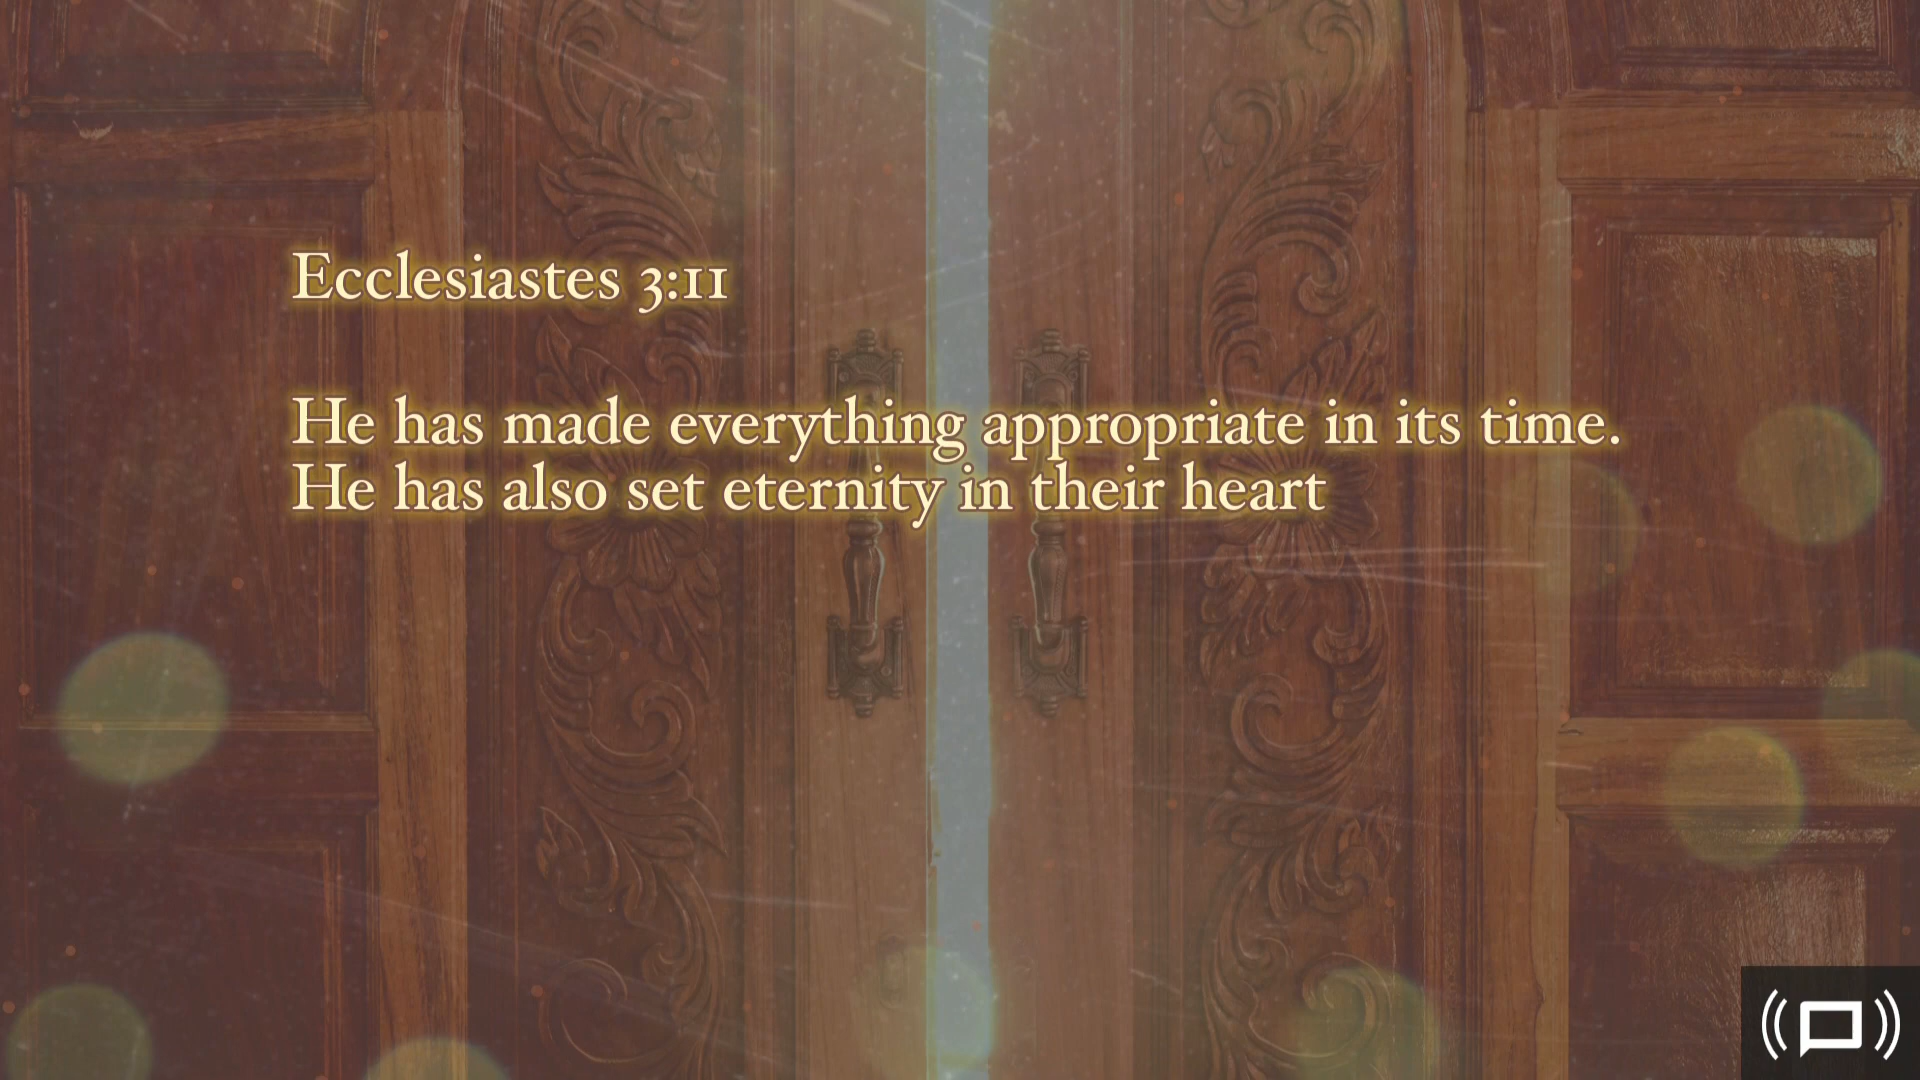 Ecclesiastes 3:11
He has made everything appropriate in its time.
He has also set eternity in their heart